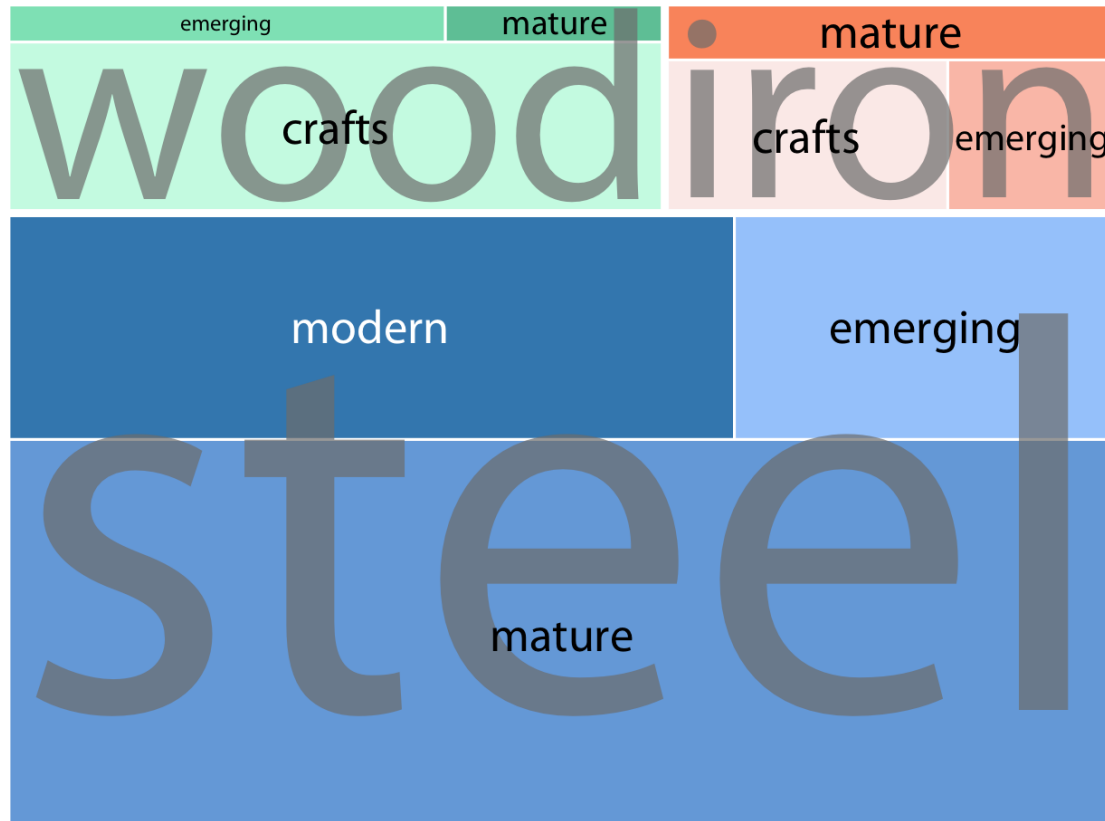 emerging
mature
wood
crafts
mature
iron
crafts
emerging
modern
emerging
steel
mature